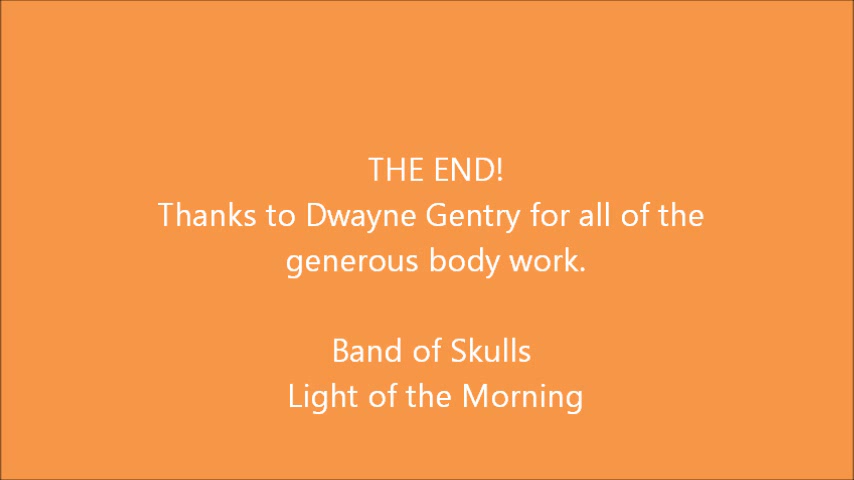 THE END!
Thanks to Dwayne Gentry for all of the
generous body work.
Band of Skulls
Light of the Morning